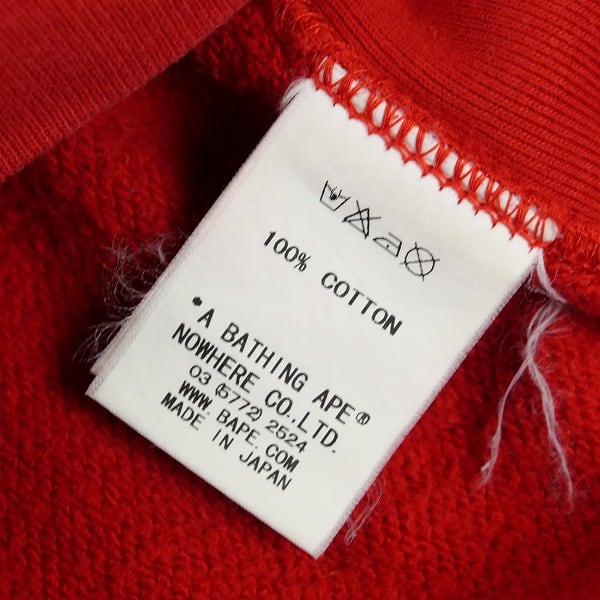 100% COTTON
*A BATHING APE®
NOWHERE CO.,LTD.
03 (5772) 2524
WWW.BAPE.COM
MADE IN JAPAN